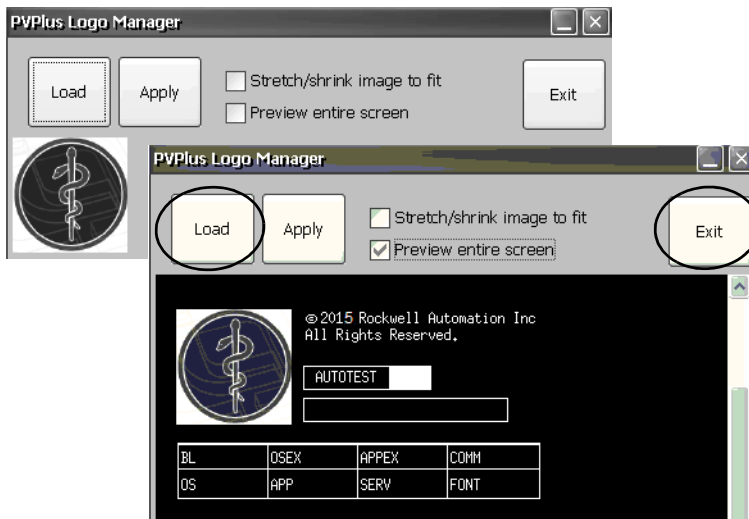 PVPlus Logo Manager
Load Apply Stretch/shrink image to fit Exit
Preview entire screen
PVPlus Logo Manager
Load Apply Stretch/shrink image to fit Exit
Preview entire screen
©2015 Rockwell Automation Inc
All Rights Reserved.
AUTOTEST
BL OSEX APPEX COMM
OS APP SERV FONT